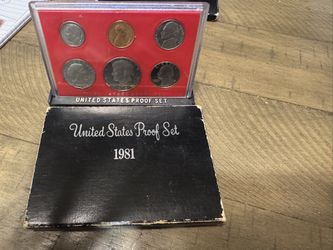 UNITED STATES PROOF SET
United States Proof Set
1981